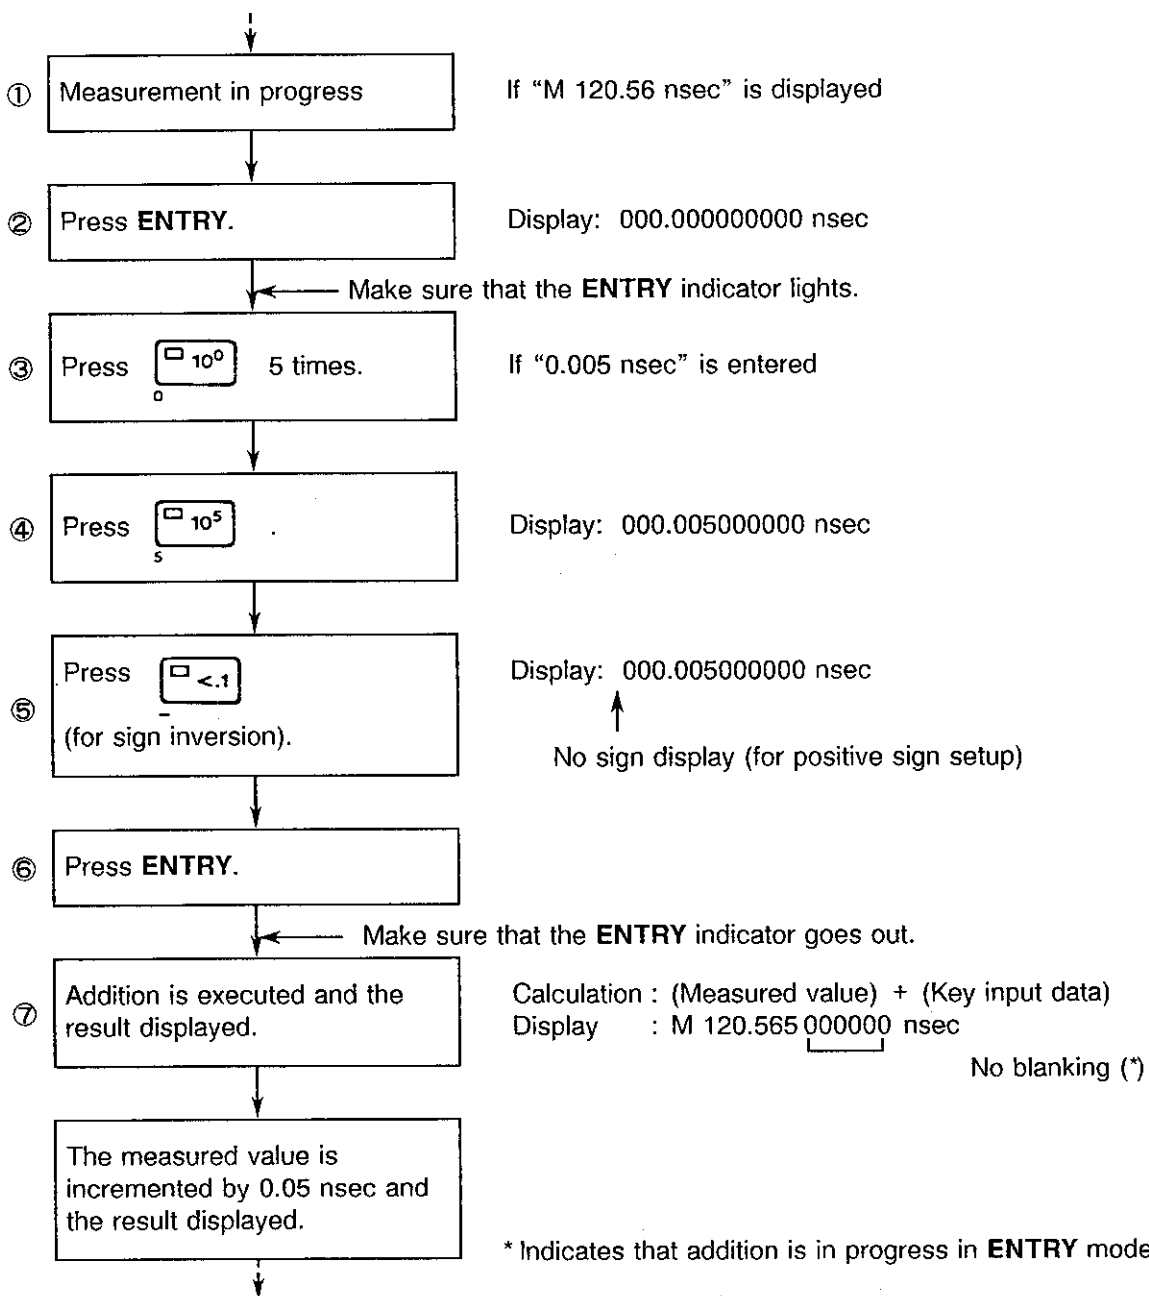 ① Measurement in progress If “M 120.56 nsec” is displayed
② Press ENTRY. Display: 000.000000000 nsec
Make sure that the ENTRY indicator lights.
③ Press 10⁰ 5 times. If “0.005 nsec” is entered
0
④ Press 10⁵ . Display: 000.005000000 nsec
5
Press <.1 Display: 000.005000000 nsec
–
⑤ (for sign inversion).
No sign display (for positive sign setup)
⑥ Press ENTRY.
Make sure that the ENTRY indicator goes out.
⑦ Addition is executed and the Calculation : (Measured value) + (Key input data)
result displayed. Display : M 120.565000000 nsec
No blanking (*)
The measured value is
incremented by 0.05 nsec and
the result displayed.
* Indicates that addition is in progress in ENTRY mode